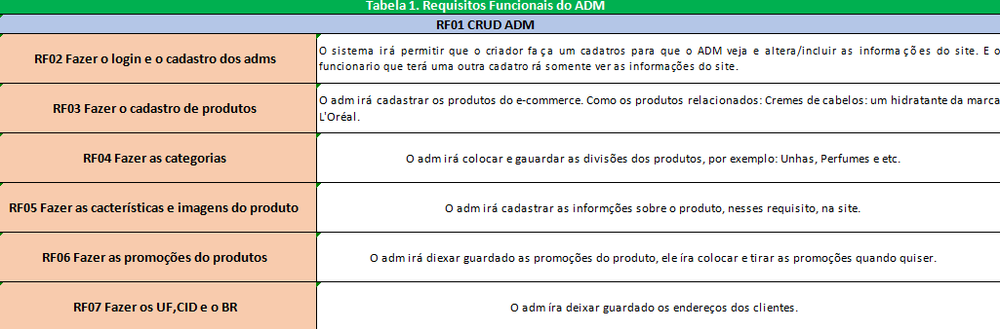 Tabela 1. Requisitos Funcionais do ADM
RF01 CRUD ADM
RF02 Fazer o login e o cadastro dos adms
O sistema irá permitir que o criador faça um cadatros para que o ADM veja e altera/incluir as informações do site. E o
funcionario que terá uma outra cadatro rá somente ver as informações do site.
RF03 Fazer o cadastro de produtos
O adm irá cadastrar os produtos do e-commerce. Como os produtos relacionados: Cremes de cabelos: um hidratante da marca
L'Oréal.
RF04 Fazer as categorias
O adm irá colocar e gauardar as divisões dos produtos, por exemplo: Unhas, Perfumes e etc.
RF05 Fazer as cacterísticas e imagens do produto
O adm irá cadastrar as informções sobre o produto, nesses requisito, na site.
RF06 Fazer as promoções do produtos
O adm irá diexar guardado as promoções do produto, ele íra colocar e tirar as promoções quando quiser.
RF07 Fazer os UF,CID e o BR
O adm íra deixar guardado os endereços dos clientes.